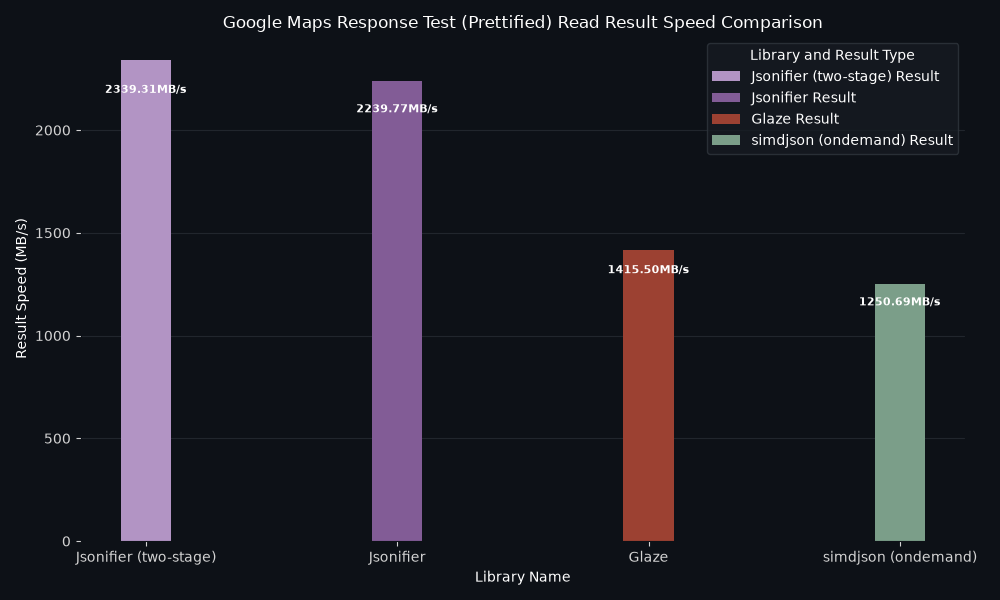 Google Maps Response Test (Prettified) Read Result Speed Comparison
Library and Result Type
Jsonifier (two-stage) Result
Jsonifier Result
Glaze Result
simdjson (ondemand) Result
2339.31MB/s
2239.77MB/s
1415.50MB/s
1250.69MB/s
Result Speed (MB/s)
2000
1500
1000
500
0
Jsonifier (two-stage)
Jsonifier
Glaze
simdjson (ondemand)
Library Name